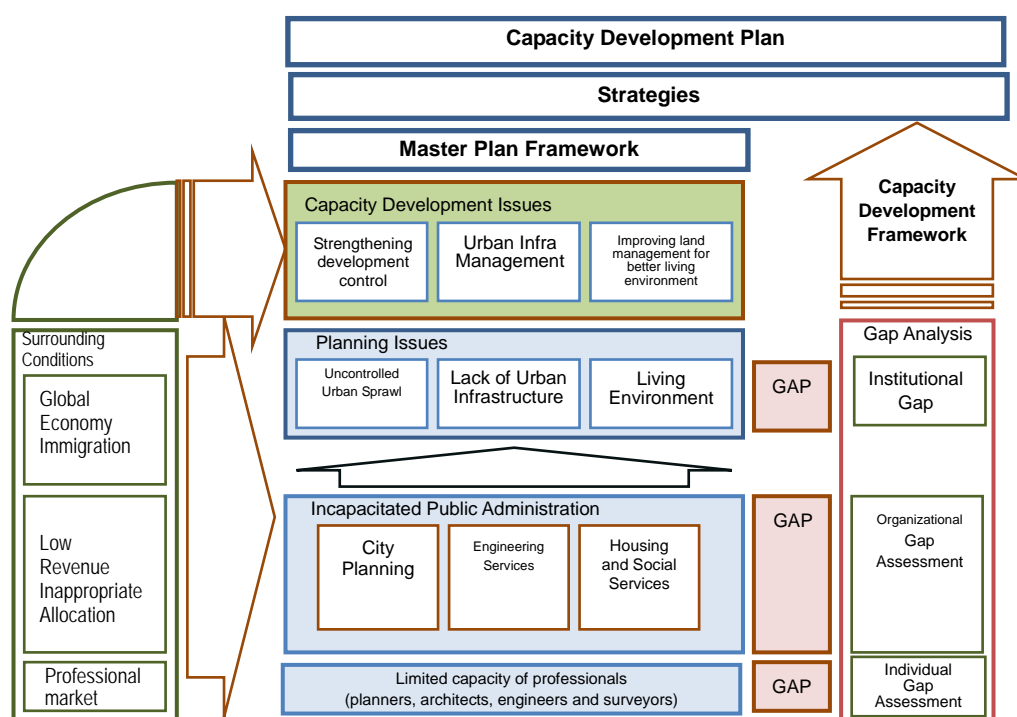 Capacity Development Plan
Strategies
Master Plan Framework
Capacity
Development
Framework
Capacity Development Issues
Strengthening
development
control
Urban Infra
Management
Improving land
management for
better living
environment
Surrounding
Conditions
Global
Economy
Immigration
Low
Revenue
Inappropriate
Allocation
Professional
market
Planning Issues
Uncontrolled
Urban Sprawl
Lack of Urban
Infrastructure
Living
Environment
GAP
Gap Analysis
Institutional
Gap
Incapacitated Public Administration
City
Planning
Engineering
Services
Housing
and Social
Services
GAP
Organizational
Gap
Assessment
Limited capacity of professionals
(planners, architects, engineers and surveyors)
GAP
Individual
Gap
Assessment